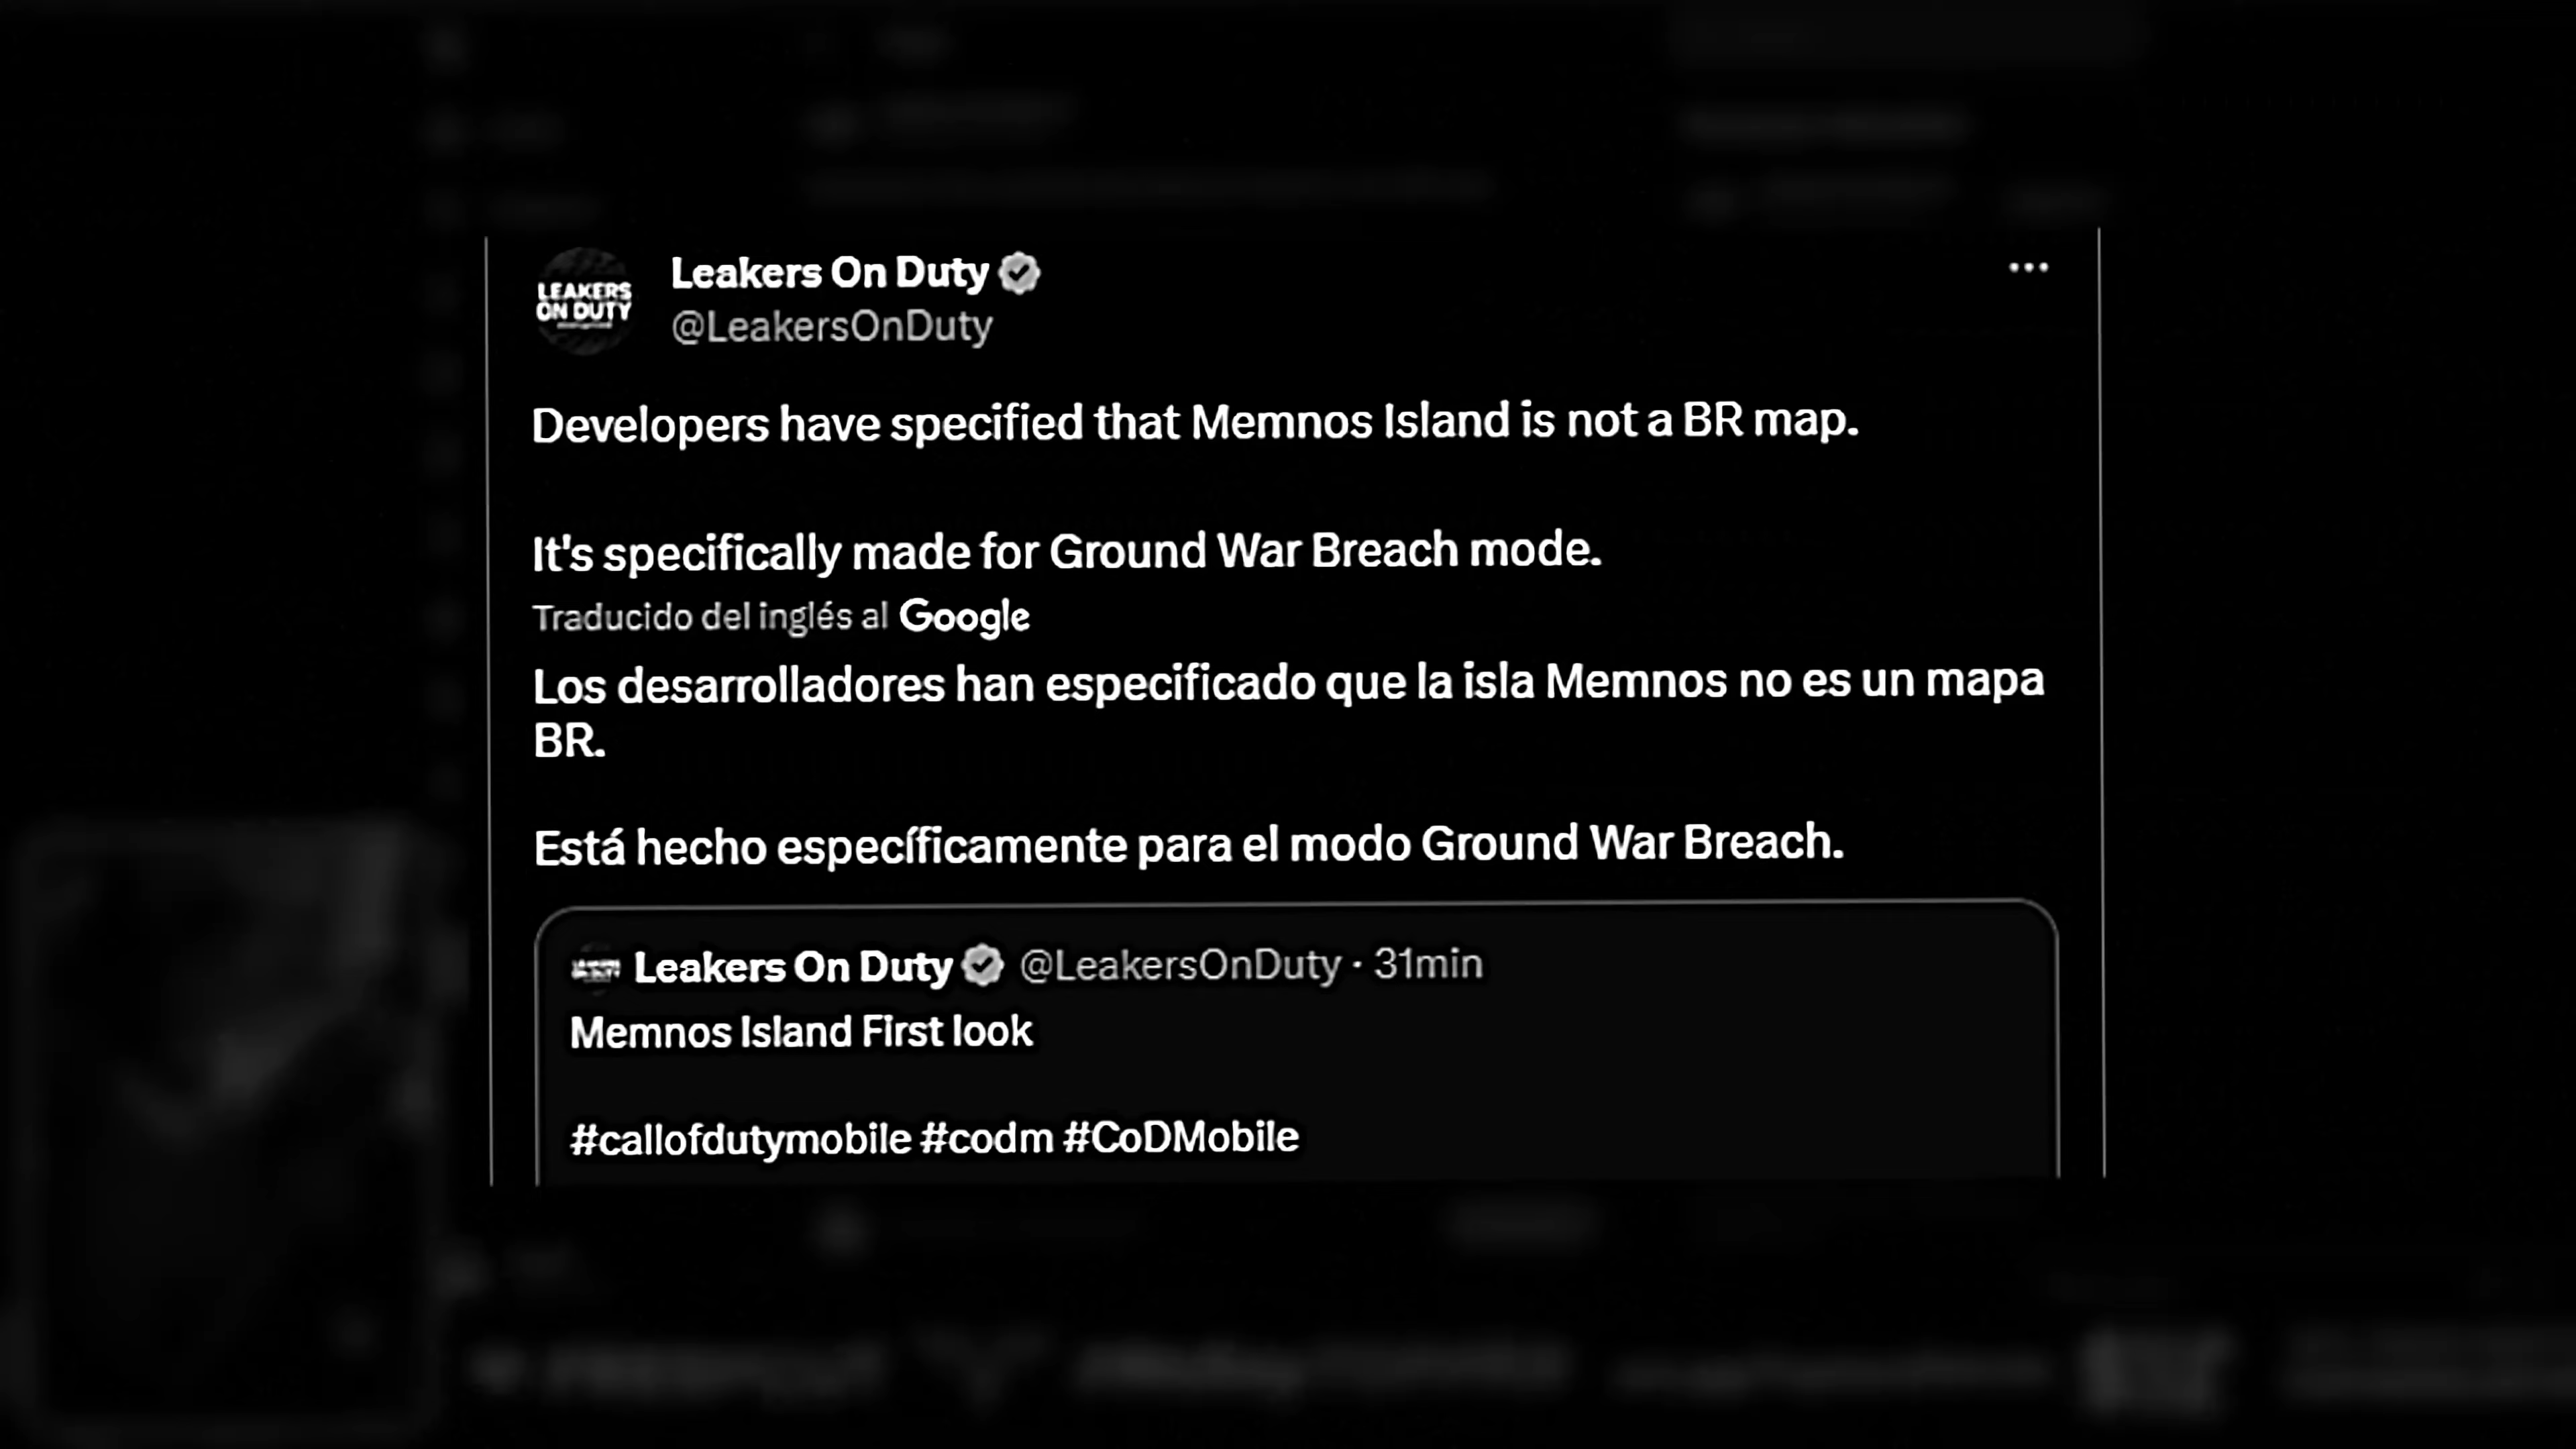 LEAKERS
ON DUTY
Leakers On Duty
@LeakersOnDuty
Developers have specified that Memnos Island is not a BR map.
It's specifically made for Ground War Breach mode.
Traducido del inglés al Google
Los desarrolladores han especificado que la isla Memnos no es un mapa
BR.
Está hecho específicamente para el modo Ground War Breach.
Leakers On Duty @LeakersOnDuty · 31min
Memnos Island First look
#callofdutymobile #codm #CoDMobile